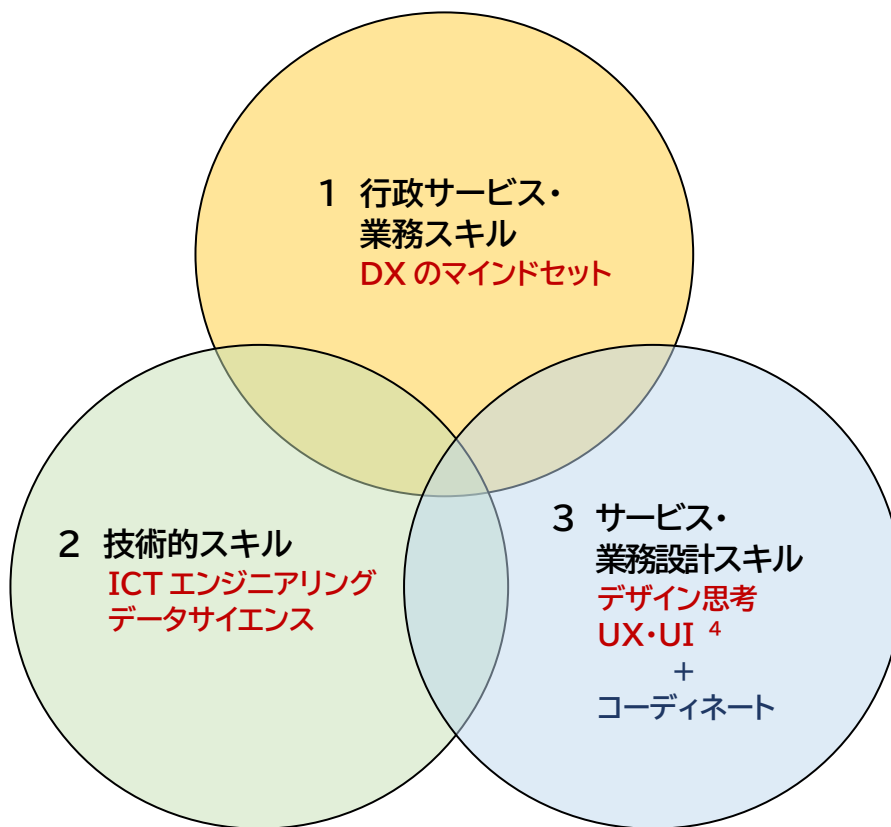 1 行政サービス・
業務スキル
DX のマインドセット
2 技術的スキル
ICT エンジニアリング
データサイエンス
3 サービス・
業務設計スキル
デザイン思考
UX・UI 4
+
コーディネート